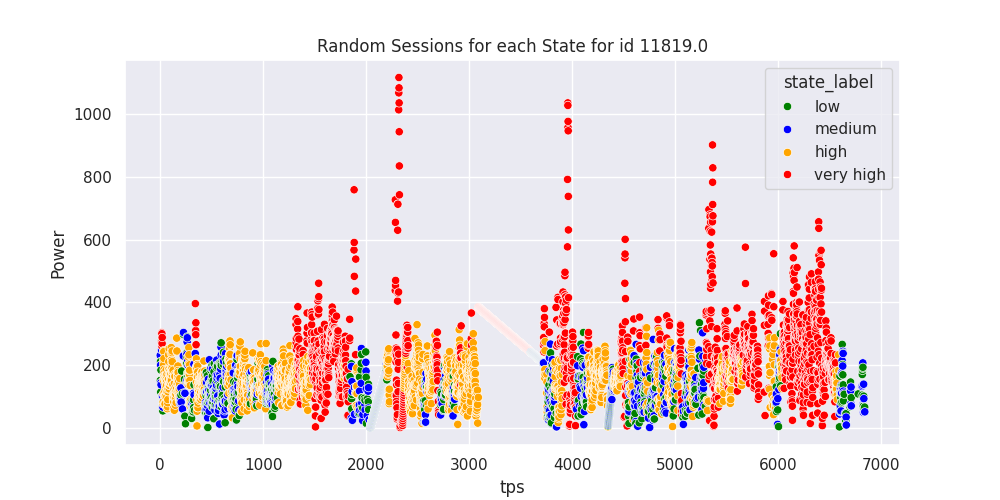 Random Sessions for each State for id 11819.0
state_label
low
medium
high
very high
Power
1000
800
600
400
200
0
0 1000 2000 3000 4000 5000 6000 7000
tps